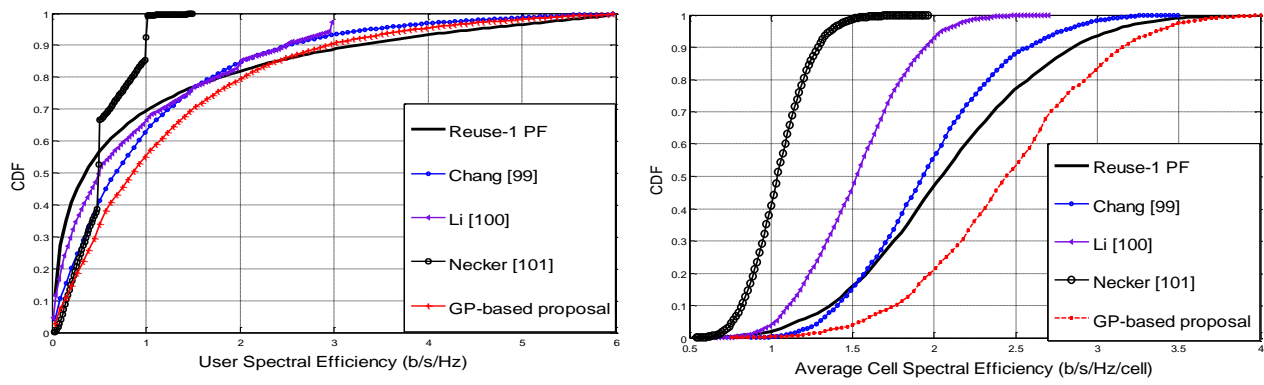 1
0.9
0.8
0.7
0.6
0.5
0.4
0.3
0.2
0.1
0
CDF
0 1 2 3 4 5 6
User Spectral Efficiency (b/s/Hz)
Reuse-1 PF
Chang [99]
Li [100]
Necker [101]
GP-based proposal
1
0.9
0.8
0.7
0.6
0.5
0.4
0.3
0.2
0.1
0
CDF
0.5 1 1.5 2 2.5 3 3.5 4
Average Cell Spectral Efficiency (b/s/Hz/cell)
Reuse-1 PF
Chang [99]
Li [100]
Necker [101]
GP-based proposal